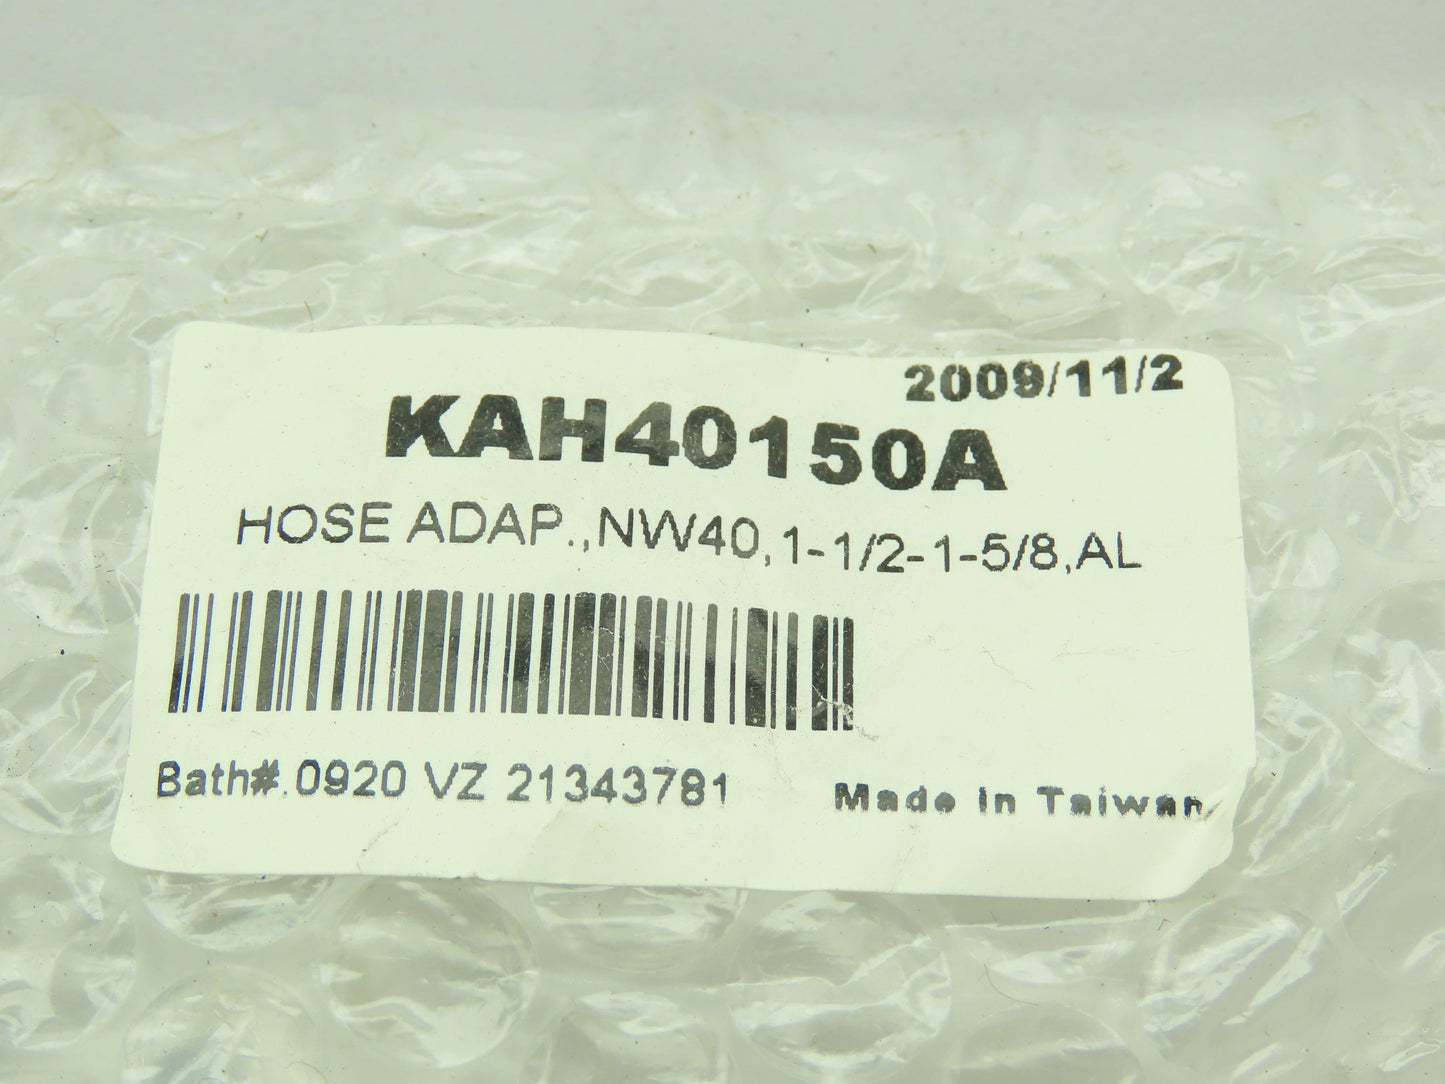 2009/11/2
KAH40150A
HOSE ADAP.,NW40,1-1/2-1-5/8,AL
Bath#.0920 VZ 21343781
Made in Taiwan